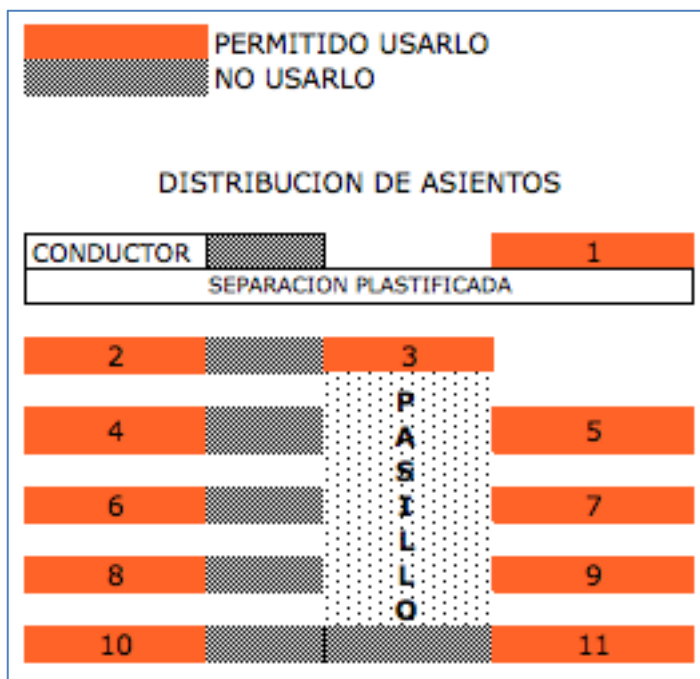 PERMITIDO USARLO
NO USARLO
DISTRIBUCION DE ASIENTOS
CONDUCTOR 1
SEPARACION PLASTIFICADA
2 3
4 5
6 7
8 9
10 11
PASILLO